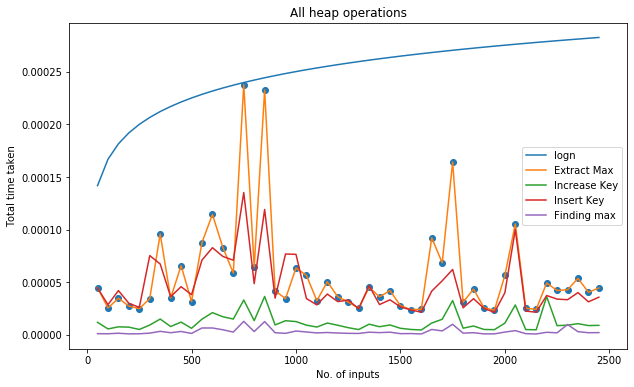 All heap operations
Total time taken
0.00025
0.00020
0.00015
0.00010
0.00005
0.00000
logn
Extract Max
Increase Key
Insert Key
Finding max
0
500
1000
1500
2000
2500
No. of inputs